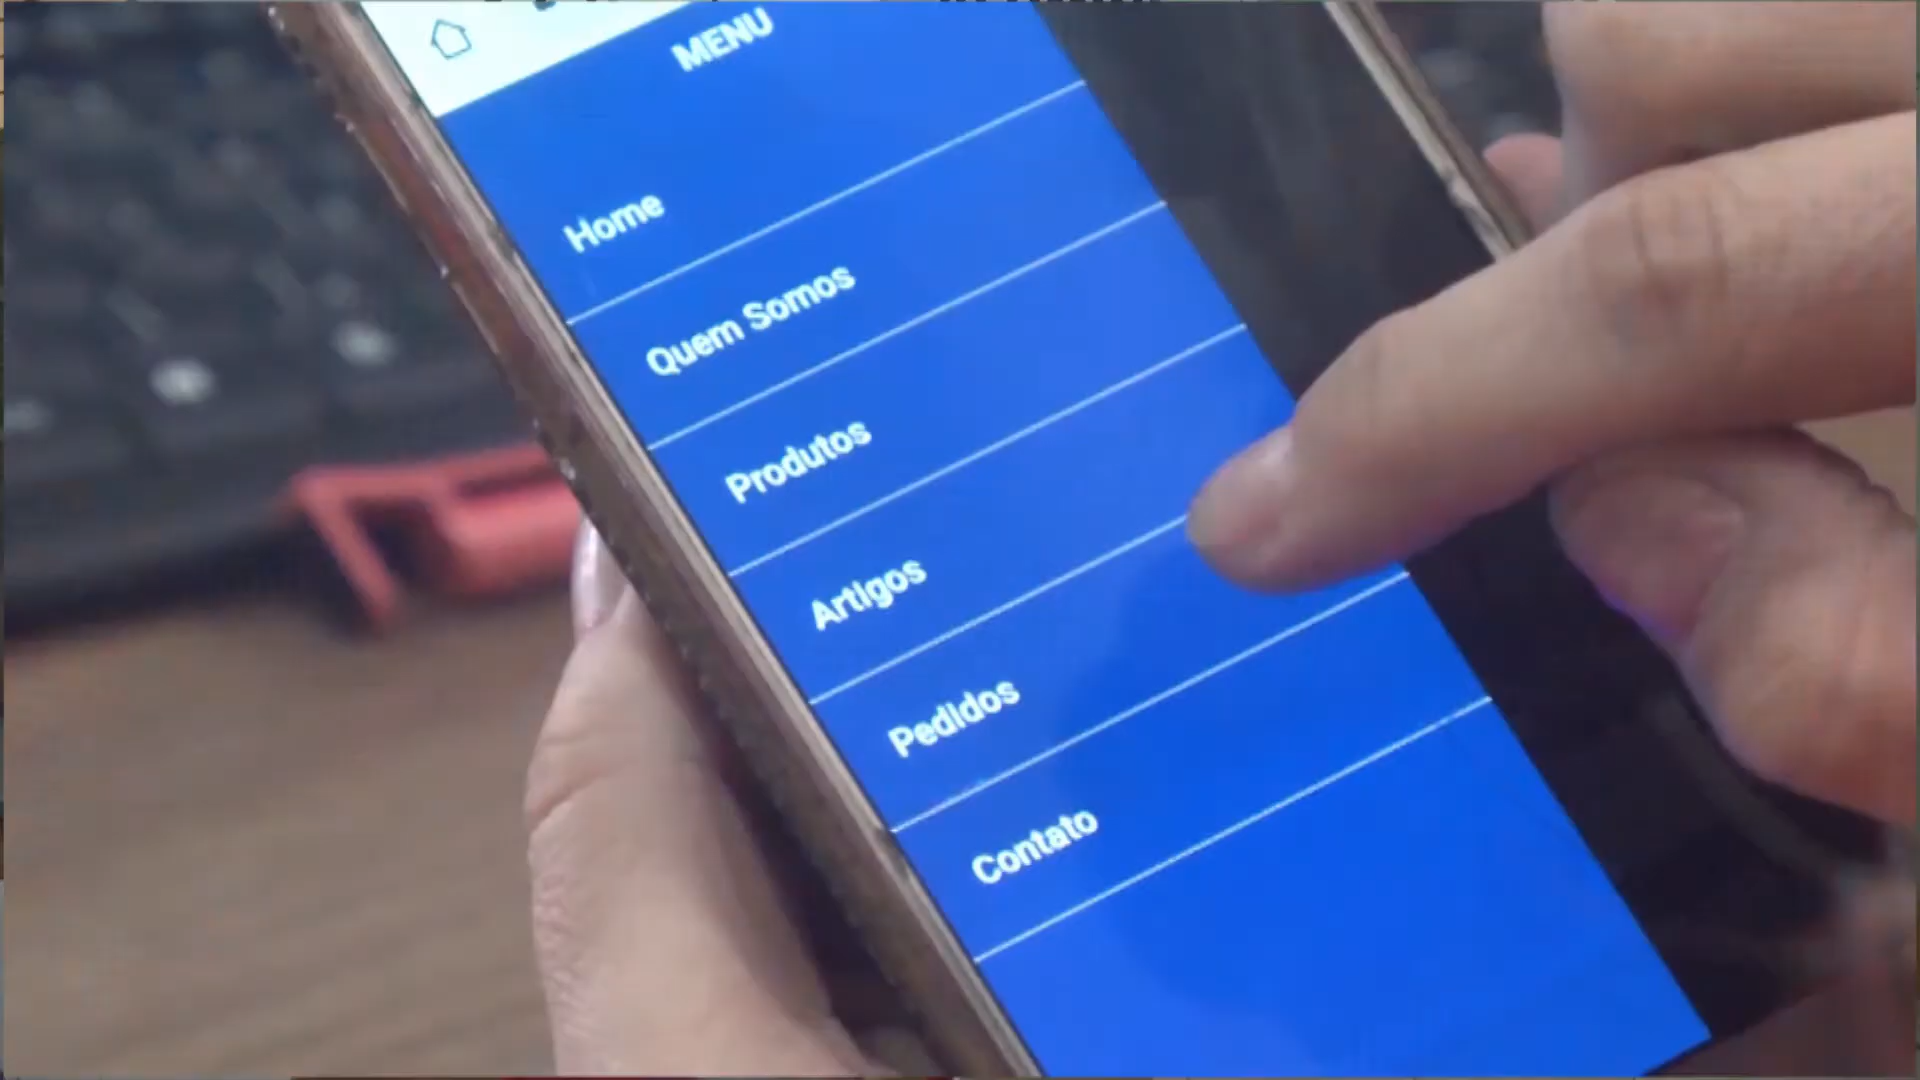 MENU
Home
Quem Somos
Produtos
Artigos
Pedidos
Contato